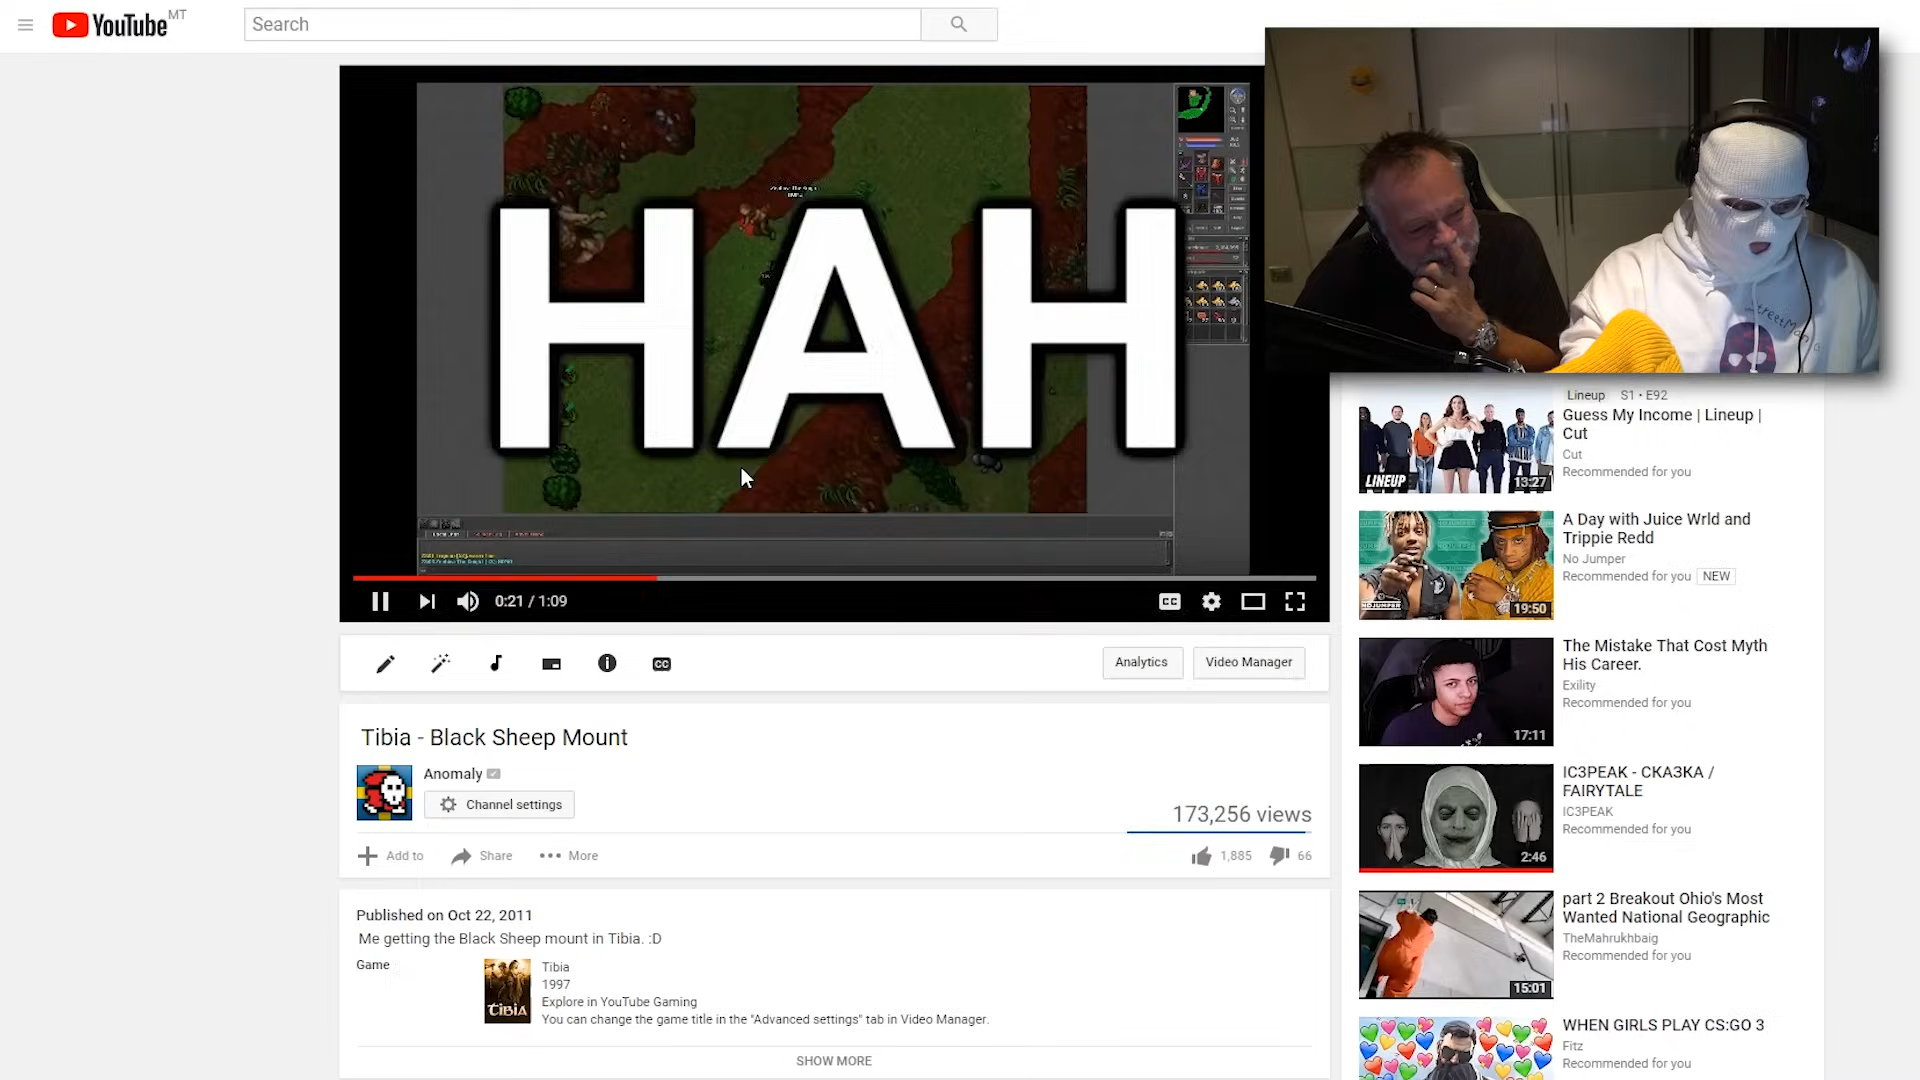 YouTube MT
Search
HAH
0:21 / 1:09
CC
Analytics
Video Manager
Tibia - Black Sheep Mount
Anomaly
Channel settings
173,256 views
Add to
Share
More
1,885
66
Published on Oct 22, 2011
Me getting the Black Sheep mount in Tibia. :D
Game
TIBIA
Tibia
1997
Explore in YouTube Gaming
You can change the game title in the "Advanced settings" tab in Video Manager.
SHOW MORE
Lineup S1 • E92
Guess My Income | Lineup |
Cut
Cut
Recommended for you
LINEUP
13:27
A Day with Juice Wrld and
Trippie Redd
No Jumper
Recommended for you NEW
NOJUMPER
19:50
The Mistake That Cost Myth
His Career.
Exility
Recommended for you
17:11
IC3PEAK - СКАЗКА /
FAIRYTALE
IC3PEAK
Recommended for you
2:46
part 2 Breakout Ohio's Most
Wanted National Geographic
TheMahrukhbaig
Recommended for you
15:01
WHEN GIRLS PLAY CS:GO 3
Fitz
Recommended for you